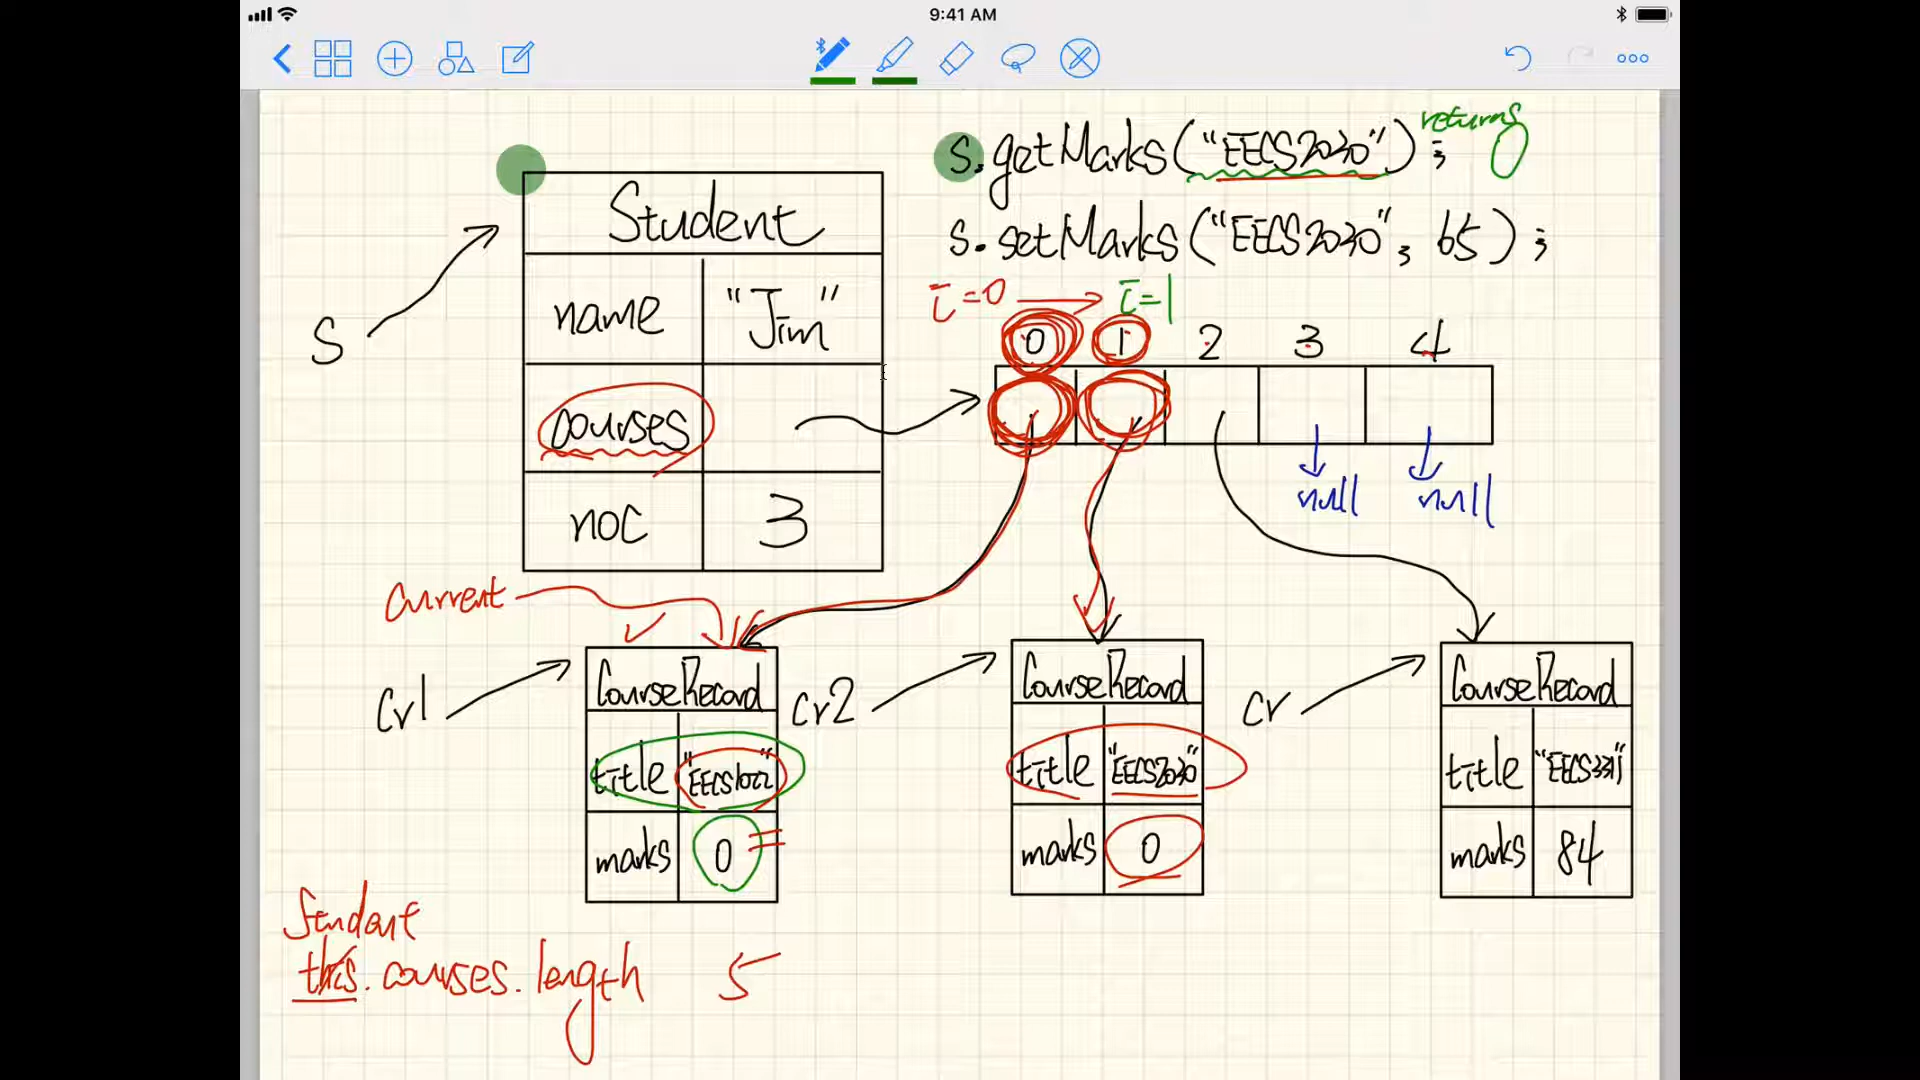 9:41 AM
returns
s.getMarks("EECS2030"); 0
s.setMarks("EECS2030", 65);
i=0 i=1
0 1 2 3 4
Student
name "Jim"
s
courses
null null
noc 3
current
CourseRecord CourseRecord CourseRecord
cr1 cr2 cr
title "EECS1022" title "EECS2030" title "EECS3311"
marks 0 marks 0 marks 84
Student
this.courses.length 5